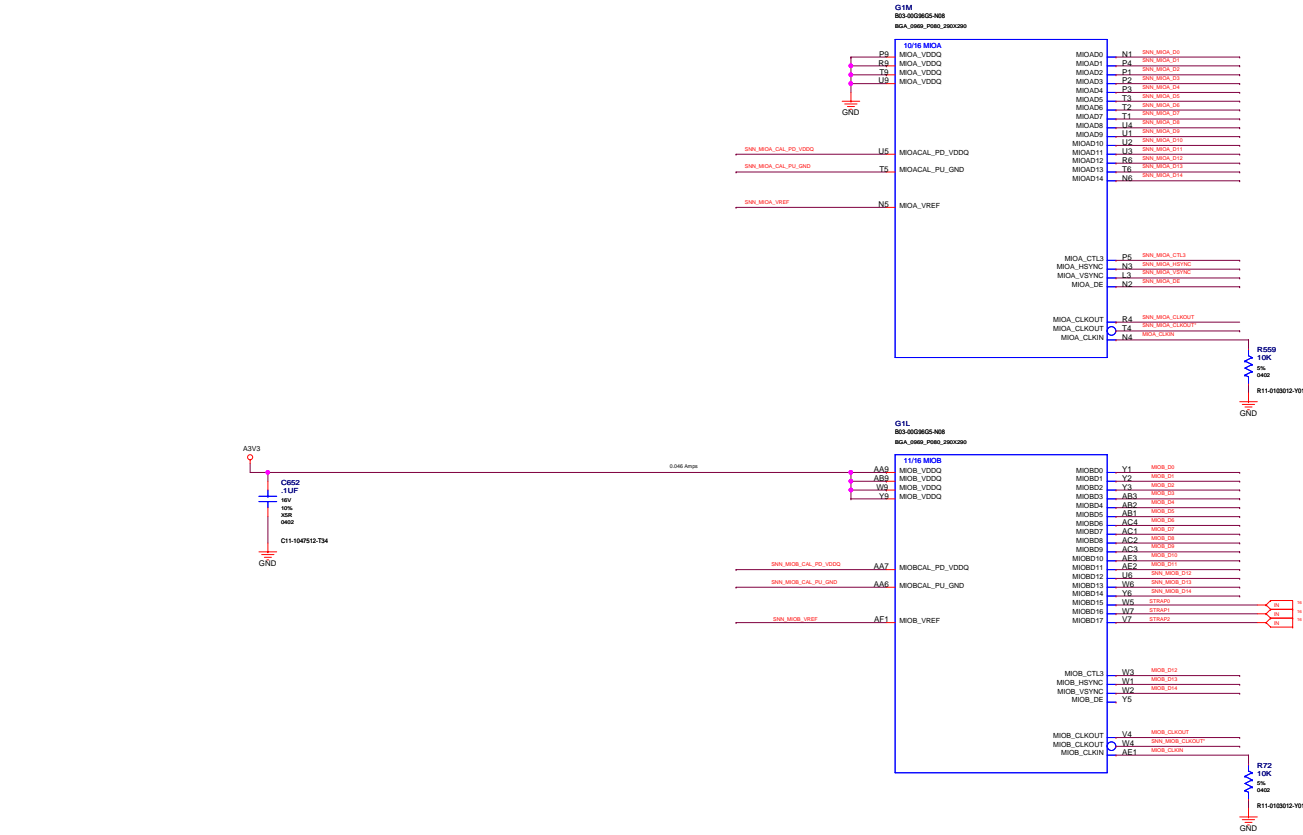 G1M
B03-00G96G5-N08
BGA_0969_P080_290X290
10/16 MIOA
P9 MIOA_VDDQ
R9 MIOA_VDDQ
T9 MIOA_VDDQ
U9 MIOA_VDDQ
GND
SNN_MIOA_CAL_PD_VDDQ U5 MIOACAL_PD_VDDQ
SNN_MIOA_CAL_PU_GND T5 MIOACAL_PU_GND
SNN_MIOA_VREF N5 MIOA_VREF
MIOAD0 N1 SNN_MIOA_D0
MIOAD1 P4 SNN_MIOA_D1
MIOAD2 P1 SNN_MIOA_D2
MIOAD3 P2 SNN_MIOA_D3
MIOAD4 P3 SNN_MIOA_D4
MIOAD5 T3 SNN_MIOA_D5
MIOAD6 T2 SNN_MIOA_D6
MIOAD7 T1 SNN_MIOA_D7
MIOAD8 U4 SNN_MIOA_D8
MIOAD9 U1 SNN_MIOA_D9
MIOAD10 U2 SNN_MIOA_D10
MIOAD11 U3 SNN_MIOA_D11
MIOAD12 R6 SNN_MIOA_D12
MIOAD13 T6 SNN_MIOA_D13
MIOAD14 N6 SNN_MIOA_D14
MIOA_CTL3 P5 SNN_MIOA_CTL3
MIOA_HSYNC N3 SNN_MIOA_HSYNC
MIOA_VSYNC L3 SNN_MIOA_VSYNC
MIOA_DE N2 SNN_MIOA_DE
MIOA_CLKOUT R4 SNN_MIOA_CLKOUT
MIOA_CLKOUT T4 SNN_MIOA_CLKOUT*
MIOA_CLKIN N4 MIOA_CLKIN
R559
10K
5%
0402
R11-0103012-Y01
GND
G1L
B03-00G96G5-N08
BGA_0969_P080_290X290
A3V3
0.046 Amps
C652
.1UF
16V
10%
X5R
0402
C11-1047512-T34
GND
11/16 MIOB
AA9 MIOB_VDDQ
AB9 MIOB_VDDQ
W9 MIOB_VDDQ
Y9 MIOB_VDDQ
SNN_MIOB_CAL_PD_VDDQ AA7 MIOBCAL_PD_VDDQ
SNN_MIOB_CAL_PU_GND AA6 MIOBCAL_PU_GND
SNN_MIOB_VREF AF1 MIOB_VREF
MIOBD0 Y1 MIOB_D0
MIOBD1 Y2 MIOB_D1
MIOBD2 Y3 MIOB_D2
MIOBD3 AB3 MIOB_D3
MIOBD4 AB2 MIOB_D4
MIOBD5 AB1 MIOB_D5
MIOBD6 AC4 MIOB_D6
MIOBD7 AC1 MIOB_D7
MIOBD8 AC2 MIOB_D8
MIOBD9 AC3 MIOB_D9
MIOBD10 AE3 MIOB_D10
MIOBD11 AE2 MIOB_D11
MIOBD12 U6 SNN_MIOB_D12
MIOBD13 W6 SNN_MIOB_D13
MIOBD14 Y6 SNN_MIOB_D14
MIOBD15 W5 STRAP0 IN
MIOBD16 W7 STRAP1 IN
MIOBD17 V7 STRAP2 IN
MIOB_CTL3 W3 MIOB_D12
MIOB_HSYNC W1 MIOB_D13
MIOB_VSYNC W2 MIOB_D14
MIOB_DE Y5
MIOB_CLKOUT V4 MIOB_CLKOUT
MIOB_CLKOUT W4 SNN_MIOB_CLKOUT*
MIOB_CLKIN AE1 MIOB_CLKIN
R72
10K
5%
0402
R11-0103012-Y01
GND